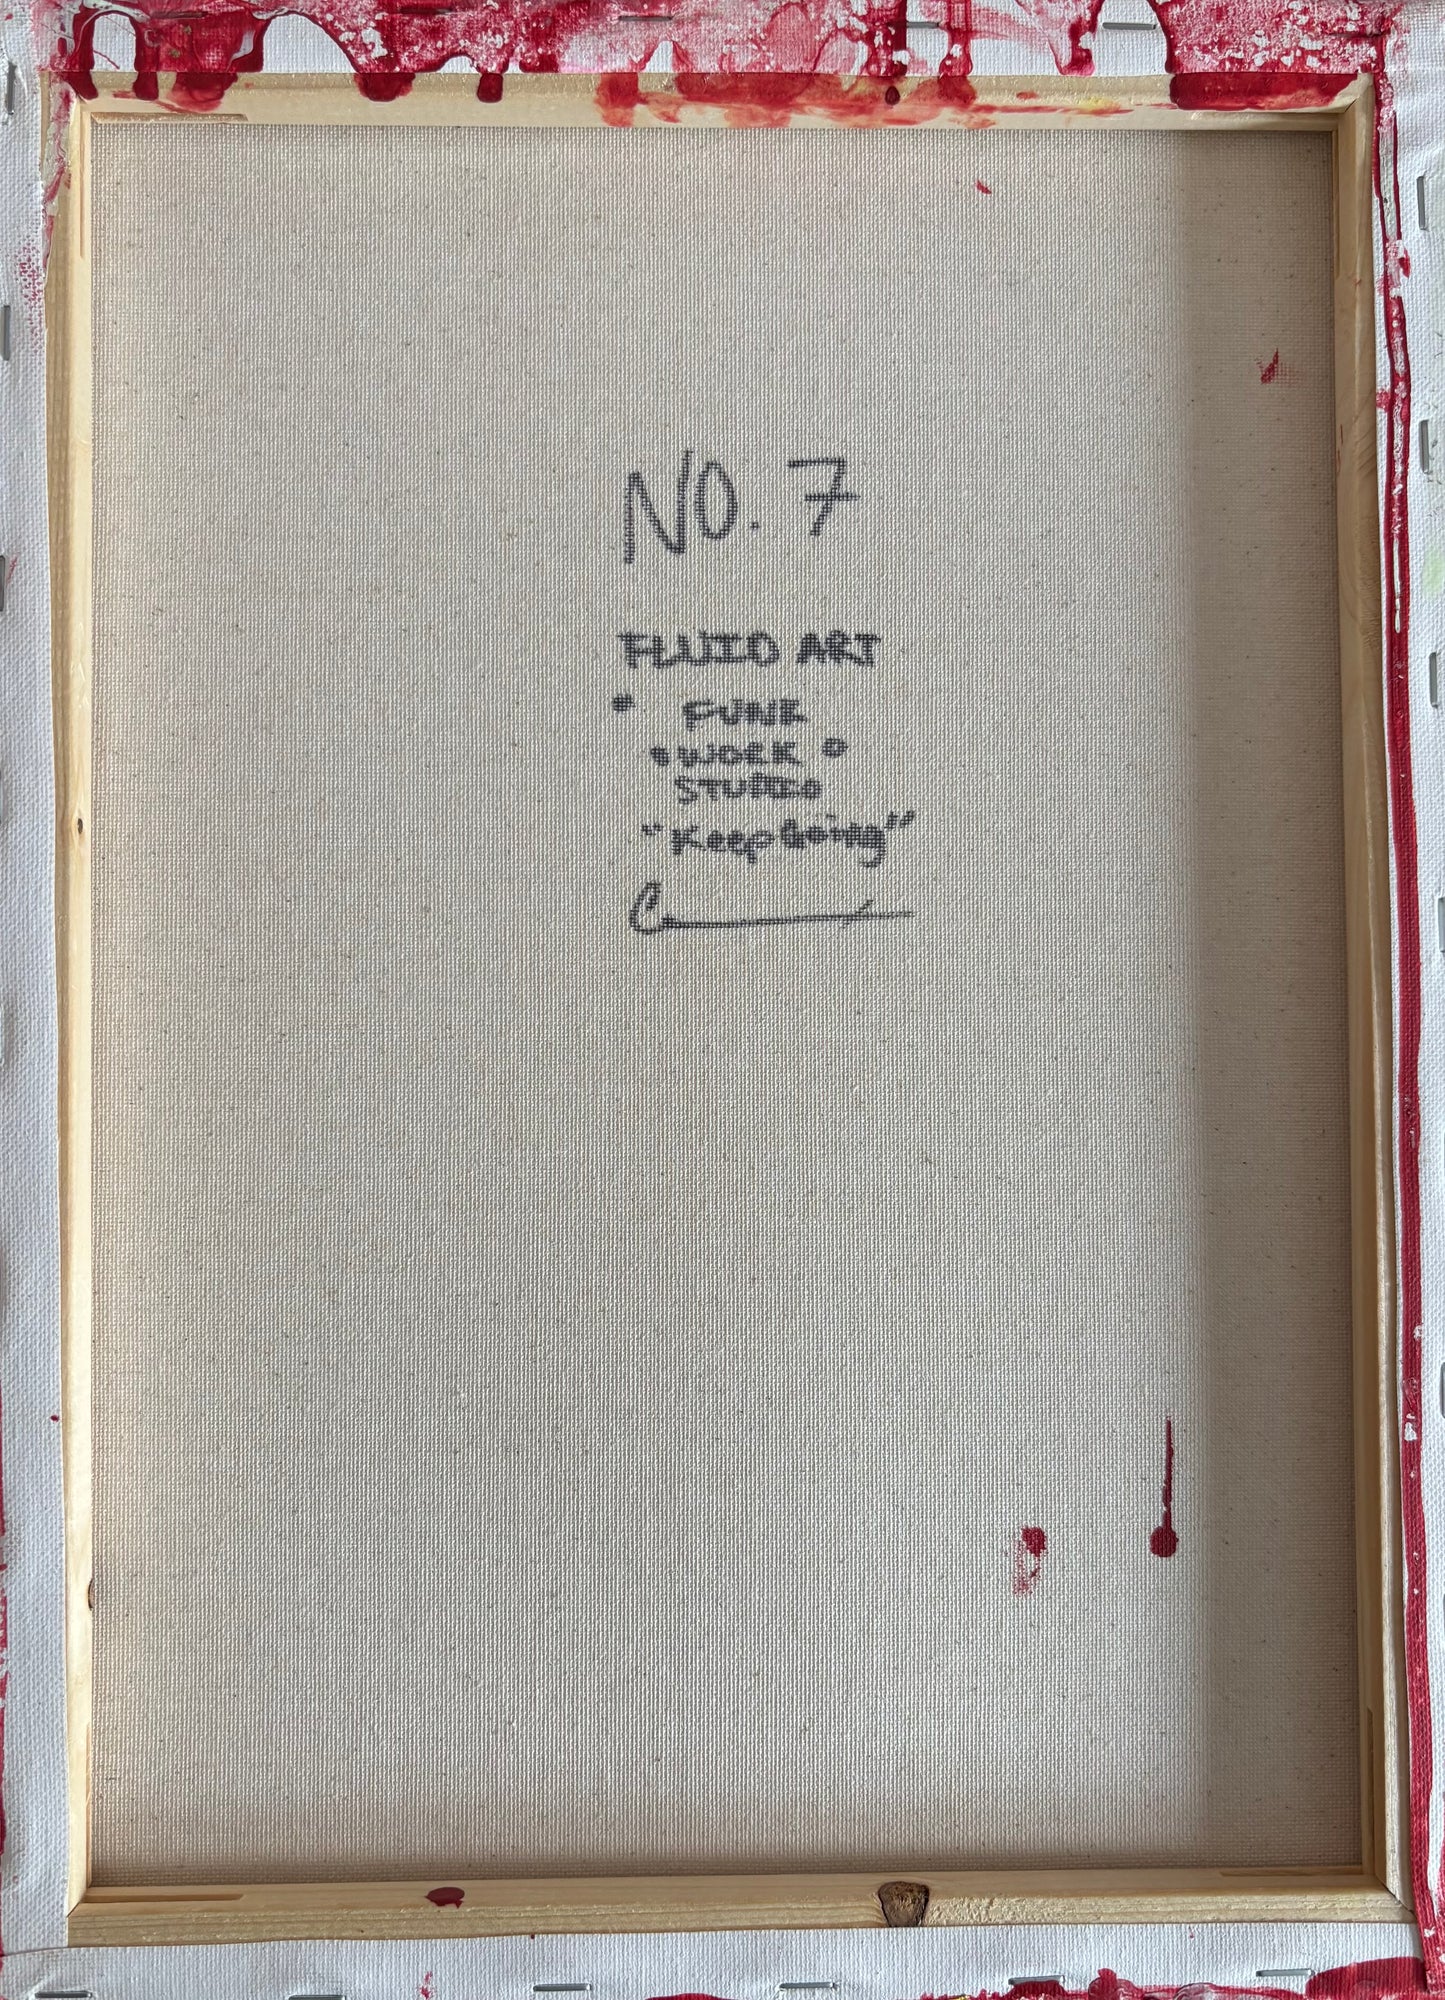 NO. 7
FLUID ART
• FUNK
• WORK •
STUDIO
"Keep Going"